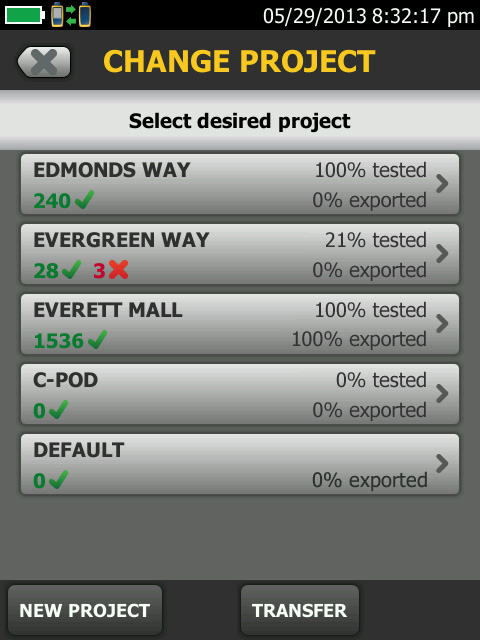 05/29/2013 8:32:17 pm
CHANGE PROJECT
Select desired project
EDMONDS WAY 100% tested
240 0% exported
EVERGREEN WAY 21% tested
28 3 0% exported
EVERETT MALL 100% tested
1536 100% exported
C-POD 0% tested
0 0% exported
DEFAULT
0 0% exported
NEW PROJECT TRANSFER